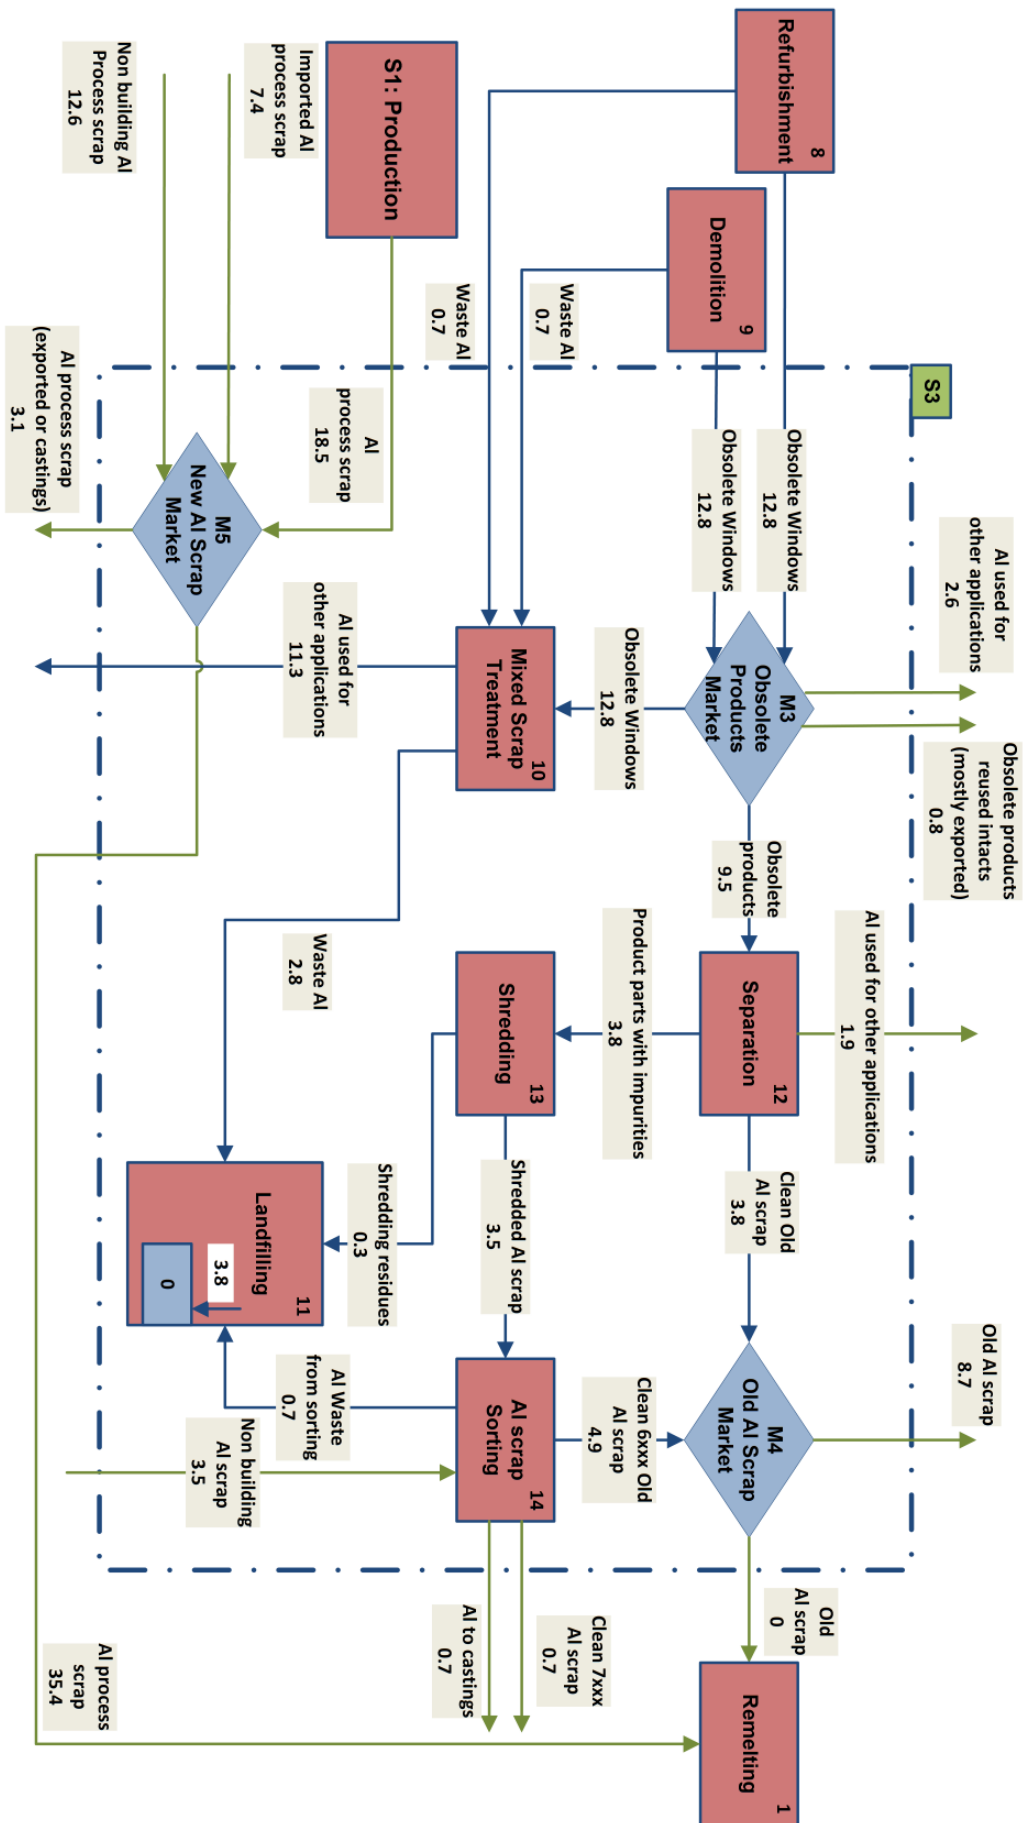 S3
Al used for
other applications
2.6
Obsolete products
reused intacts
(mostly exported)
0.8
Old Al scrap
8.7
Refurbishment
8
Al used for other applications
1.9
Old
Al scrap
0
Obsolete Windows
12.8
Demolition
9
Obsolete Windows
12.8
M3
Obsolete
Products
Market
Obsolete
products
9.5
Separation
12
Clean Old
Al scrap
3.8
M4
Old Al Scrap
Market
Remelting
1
Obsolete Windows
12.8
Product parts with impurities
3.8
Clean 6xxx Old
Al scrap
4.9
Clean 7xxx
Al scrap
0.7
Waste Al
0.7
Waste Al
0.7
Mixed Scrap
Treatment
10
Shredding
13
Shredded Al scrap
3.5
Al scrap
Sorting
14
Al to castings
0.7
S1: Production
Al
process scrap
18.5
Al used for
other applications
11.3
Waste Al
2.8
Shredding residues
0.3
Al Waste
from sorting
0.7
Imported Al
process scrap
7.4
Non building
Al scrap
3.5
M5
New Al Scrap
Market
Landfilling
11
3.8
0
Non building Al
Process scrap
12.6
Al process scrap
(exported or castings)
3.1
Al process
scrap
35.4